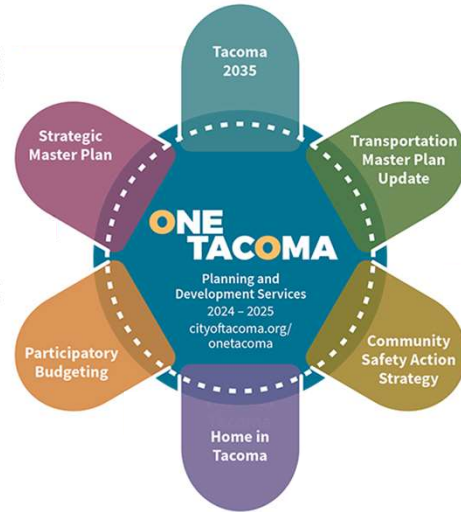 Tacoma
2035
Strategic
Master Plan
Transportation
Master Plan
Update
ONE
TACOMA
Planning and
Development Services
2024 – 2025
cityoftacoma.org/
onetacoma
Participatory
Budgeting
Community
Safety Action
Strategy
Home in
Tacoma